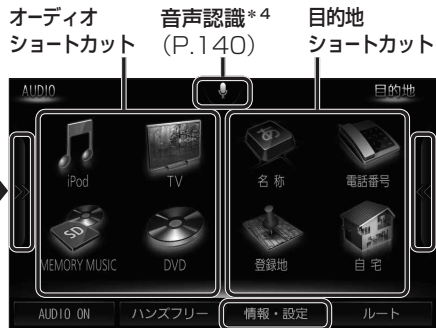 オーディオ
ショートカット
音声認識*4
(P.140)
目的地
ショートカット
AUDIO
目的地
iPod
TV
名 称
電話番号
SD
MEMORY MUSIC
DVD
登録地
自 宅
AUDIO ON
ハンズフリー
情報・設定
ルート